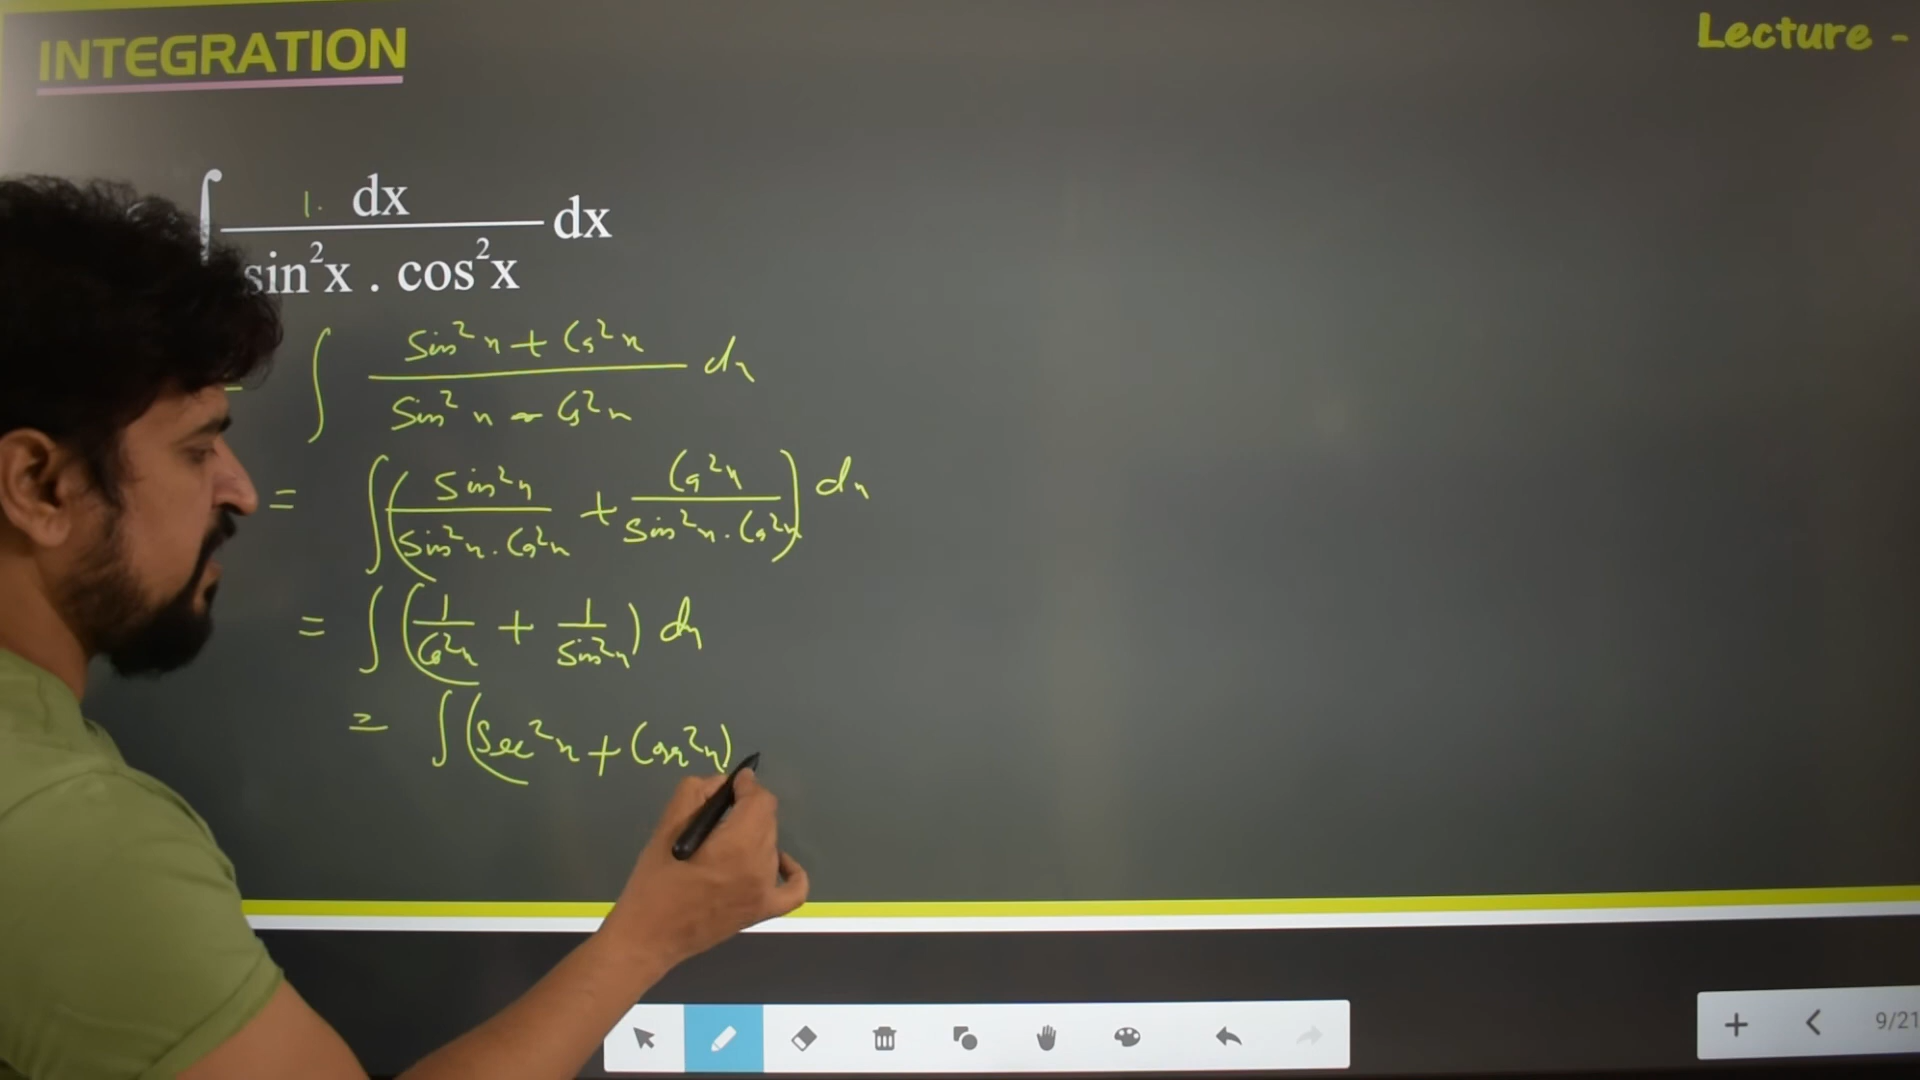 INTEGRATION
Lecture -
∫ 1. dx / sin²x . cos²x dx
= ∫ Sin²x + Cos²x / Sin²x . Cos²x dx
= ∫ ( Sin²x / Sin²x . Cos²x + Cos²x / Sin²x . Cos²x ) dx
= ∫ ( 1 / Cos²x + 1 / Sin²x ) dx
= ∫ (Sec²x + Cosec²x)
9/21